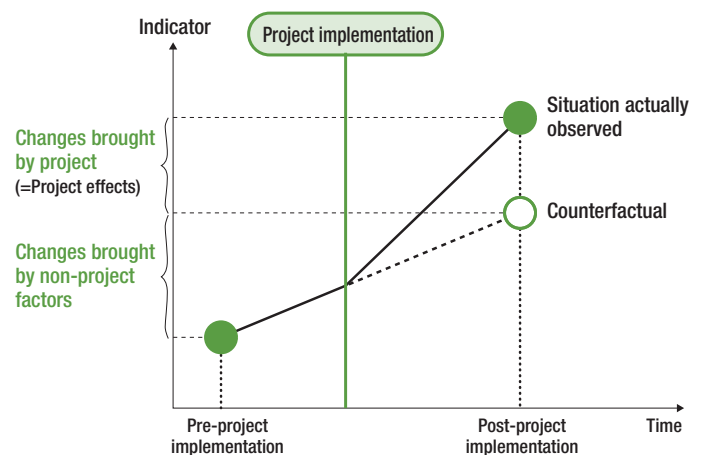 Indicator
Project implementation
Situation actually
observed
Changes brought
by project
(=Project effects)
Counterfactual
Changes brought
by non-project
factors
Pre-project
implementation
Post-project
implementation
Time